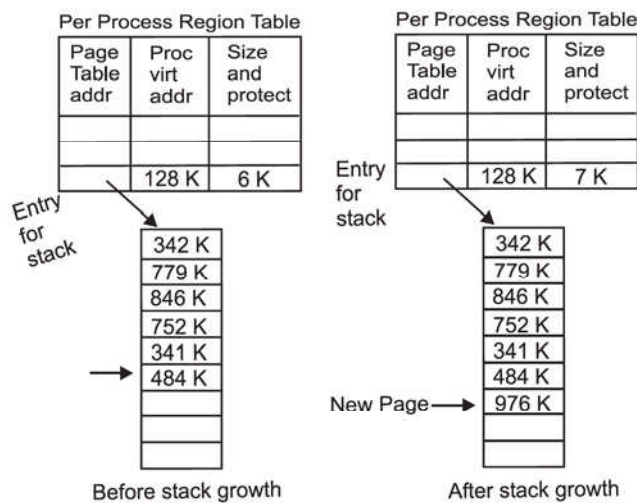 Per Process Region Table
Page Table addr
Proc virt addr
Size and protect
128 K
6 K
Entry for stack
342 K
779 K
846 K
752 K
341 K
484 K
Before stack growth
Per Process Region Table
Page Table addr
Proc virt addr
Size and protect
128 K
7 K
Entry for stack
342 K
779 K
846 K
752 K
341 K
484 K
New Page
976 K
After stack growth